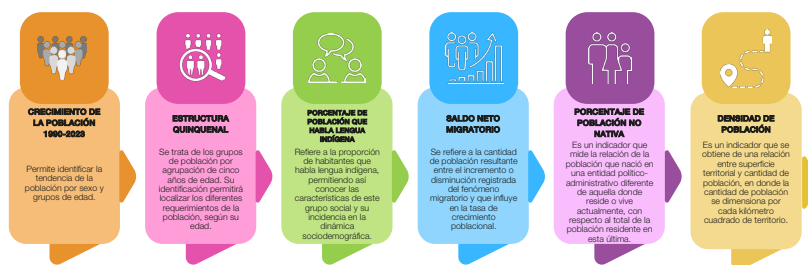 CRECIMIENTO DE
LA POBLACIÓN
1990-2023
Permite identificar la
tendencia de la
población por sexo y
grupos de edad.
ESTRUCTURA
QUINQUENAL
Se trata de los grupos
de población por
agrupación de cinco
años de edad. Su
identificación permitirá
localizar los diferentes
requerimientos de la
población, según su
edad.
PORCENTAJE DE
POBLACIÓN QUE
HABLA LENGUA
INDÍGENA
Refiere a la proporción
de habitantes que
habla lengua indígena,
permitiendo así
conocer las
características de este
grupo social y su
incidencia en la
dinámica
sociodemográfica.
SALDO NETO
MIGRATORIO
Se refiere a la cantidad
de población resultante
entre el incremento o
disminución registrada
del fenómeno
migratorio y que influye
en la tasa de
crecimiento
poblacional.
PORCENTAJE DE
POBLACIÓN NO
NATIVA
Es un indicador que
mide la relación de la
población que nació en
una entidad político-
administrativo diferente
de aquella donde
reside o vive
actualmente, con
respecto al total de la
población residente en
esta última.
DENSIDAD DE
POBLACIÓN
Es un indicador que se
obtiene de una relación
entre superficie
territorial y cantidad de
población, en donde la
cantidad de población
se dimensiona por
cada kilómetro
cuadrado de territorio.